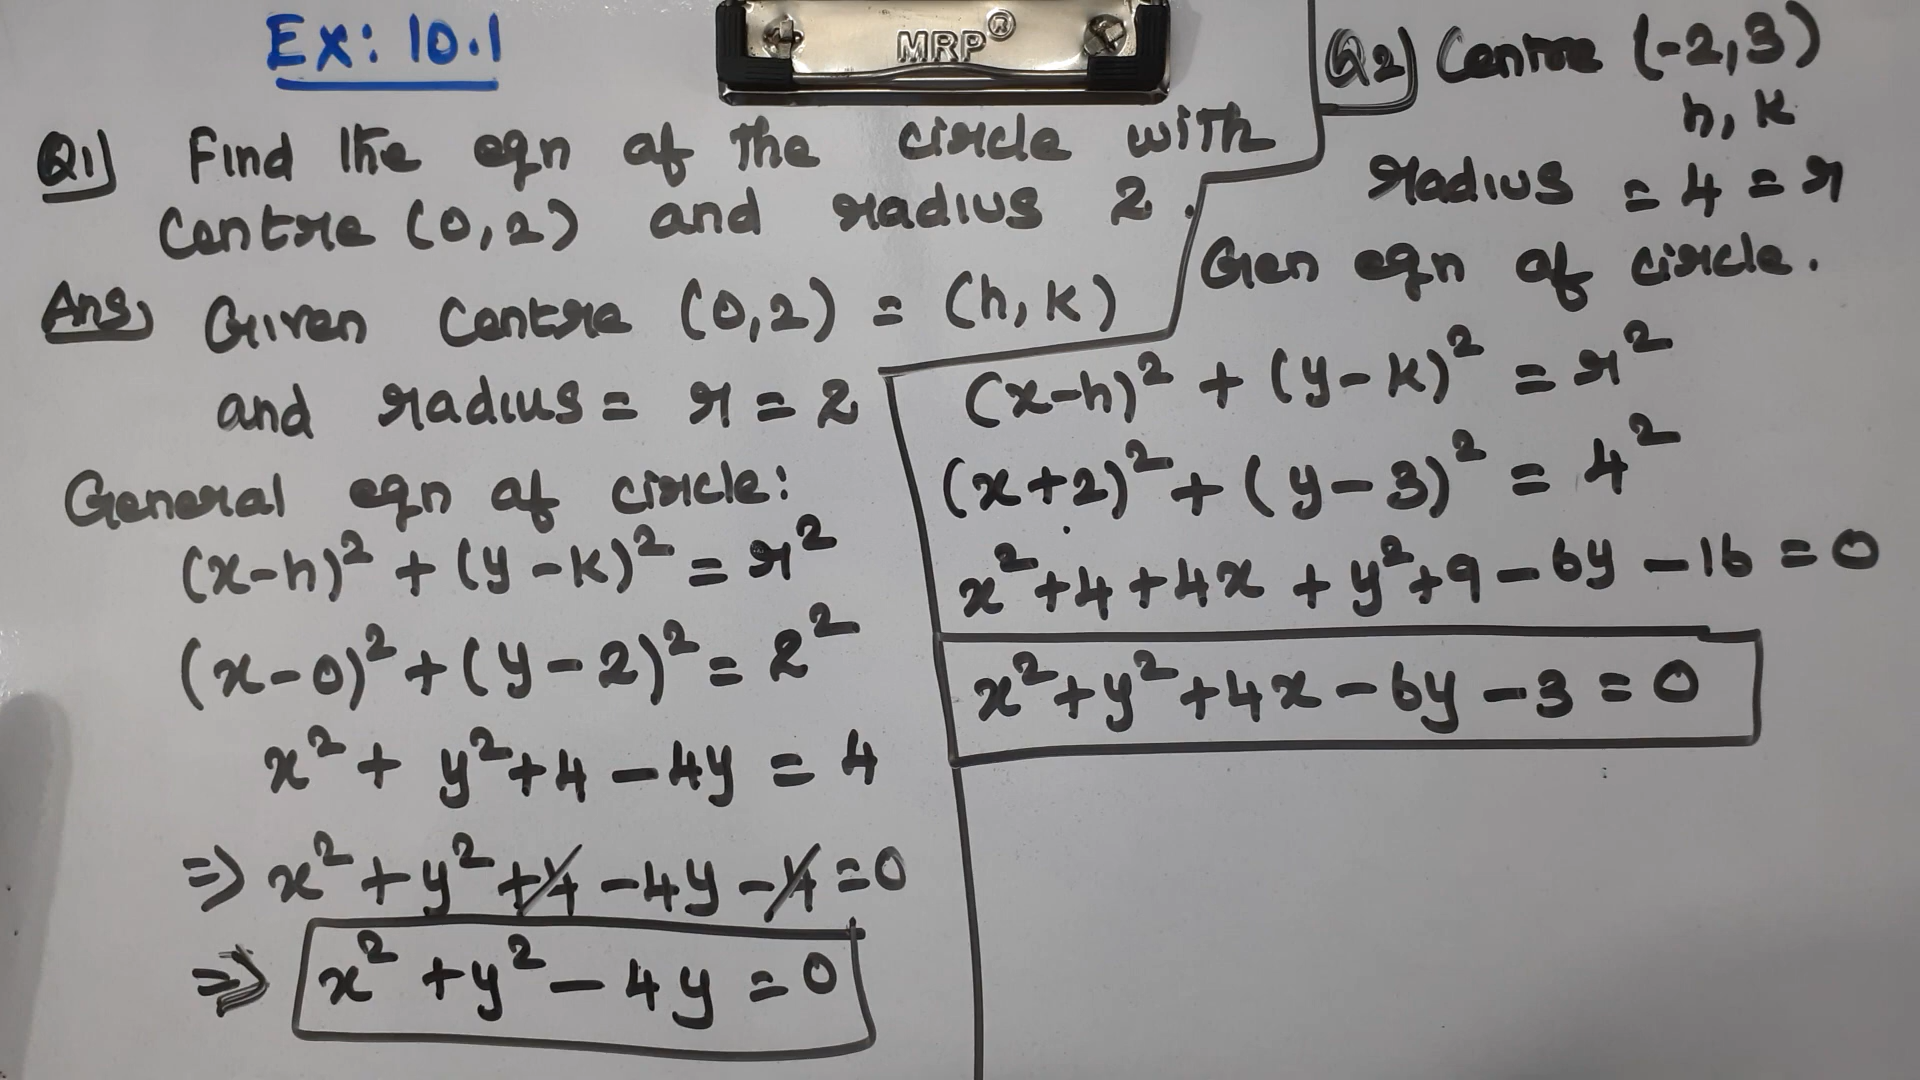 Ex: 10.1
MRP®
Q1) Find the eqn of the circle with
centre (0,2) and radius 2.
Ans) Given centre (0,2) = (h,k)
and radius = r = 2
General eqn of circle:
(x-h)² + (y-k)² = r²
(x-0)² + (y-2)² = 2²
x² + y² + 4 - 4y = 4
⇒ x² + y² + 4 - 4y - 4 = 0
⇒ x² + y² - 4y = 0
Q2) Centre (-2,3)
h, k
radius = 4 = r
Gen eqn of circle.
(x-h)² + (y-k)² = r²
(x+2)² + (y-3)² = 4²
x² + 4 + 4x + y² + 9 - 6y - 16 = 0
x² + y² + 4x - 6y - 3 = 0